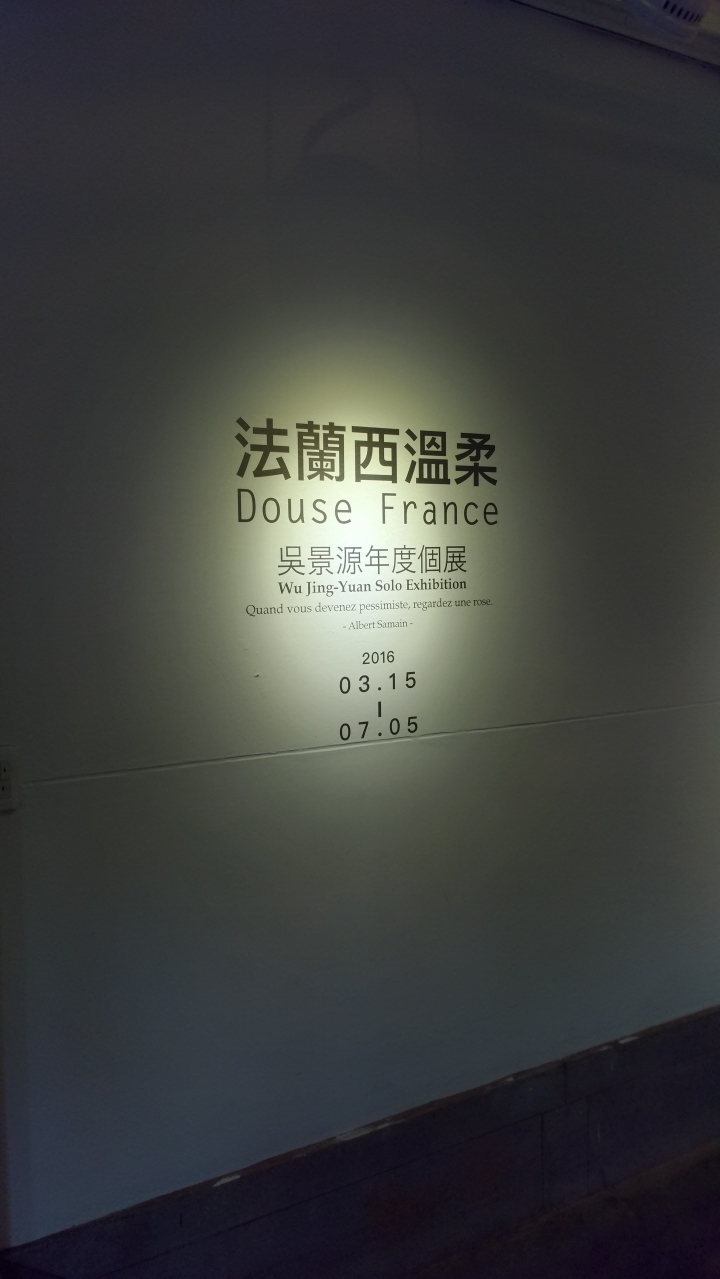 法蘭西溫柔
Douse France
吳景源年度個展
Wu Jing-Yuan Solo Exhibition
Quand vous devenez pessimiste, regardez une rose.
- Albert Samain -
2016
03.15
|
07.05